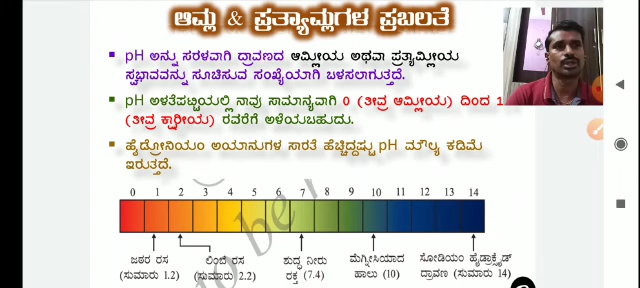 ಆಮ್ಲ & ಪ್ರತ್ಯಾಮ್ಲಗಳ ಪ್ರಬಲತೆ
pH ಅನ್ನು ಸರಳವಾಗಿ ದ್ರಾವಣದ ಆಮ್ಲೀಯ ಅಥವಾ ಪ್ರತ್ಯಾಮ್ಲೀಯ
ಸ್ವಭಾವವನ್ನು ಸೂಚಿಸುವ ಸಂಖ್ಯೆಯಾಗಿ ಬಳಸಲಾಗುತ್ತದೆ.
pH ಅಳತೆಪಟ್ಟಿಯಲ್ಲಿ ನಾವು ಸಾಮಾನ್ಯವಾಗಿ 0 (ತೀವ್ರ ಆಮ್ಲೀಯ) ದಿಂದ 1
(ತೀವ್ರ ಕ್ಷಾರೀಯ) ರವರೆಗೆ ಅಳೆಯಬಹುದು.
ಹೈಡ್ರೋನಿಯಂ ಅಯಾನುಗಳ ಸಾರತೆ ಹೆಚ್ಚಿದ್ದಷ್ಟು pH ಮೌಲ್ಯ ಕಡಿಮೆ
ಇರುತ್ತದೆ.
0 1 2 3 4 5 6 7 8 9 10 11 12 13 14
ಜಠರ ರಸ ಲಿಂಬೆ ರಸ ಶುದ್ಧ ನೀರು ಮೆಗ್ನೀಸಿಯಾದ ಸೋಡಿಯಂ ಹೈಡ್ರಾಕ್ಸೈಡ್
(ಸುಮಾರು 1.2) (ಸುಮಾರು 2.2) ರಕ್ತ (7.4) ಹಾಲು (10) ದ್ರಾವಣ (ಸುಮಾರು 14)
to be